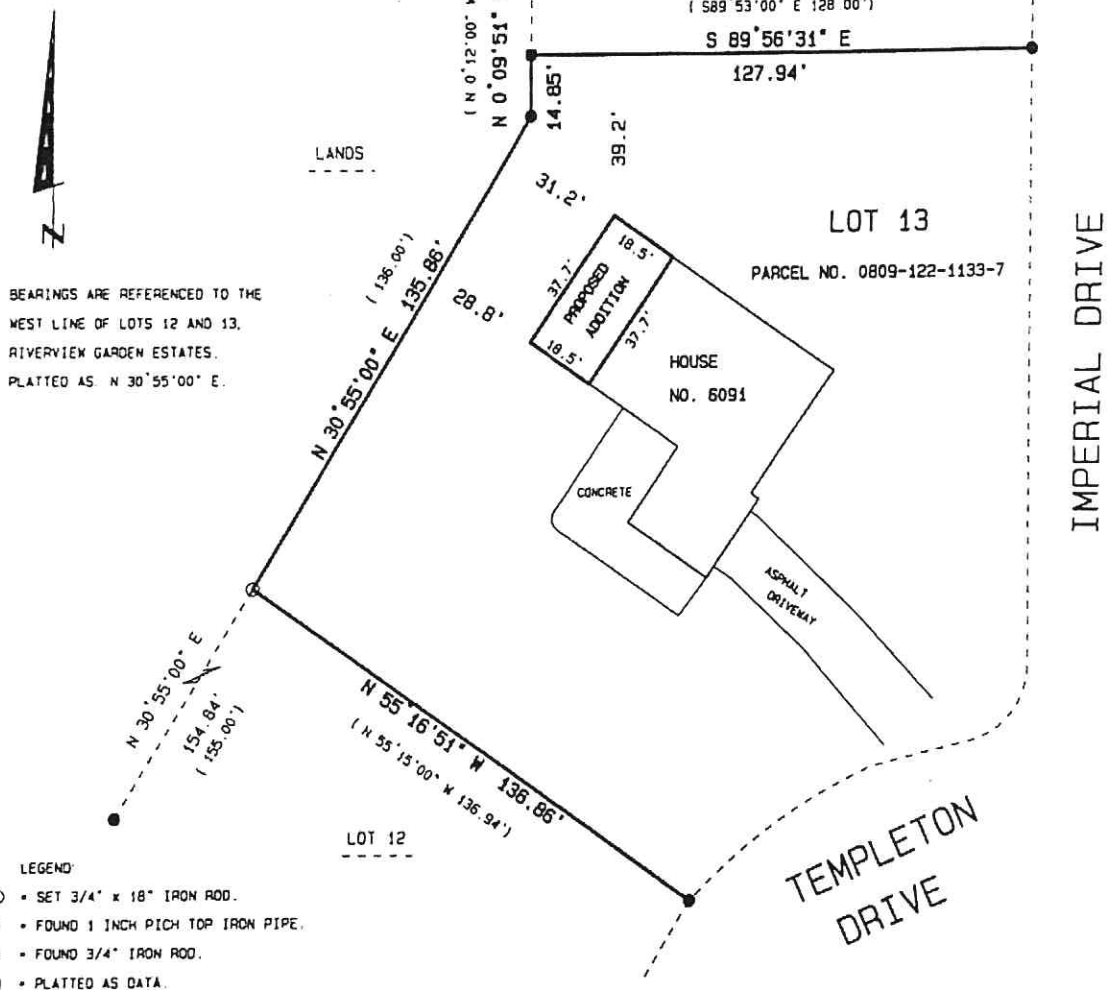 ( S89°53'00" E 128.00')
S 89°56'31" E
127.94'
( N 0°12'00"
N 0°09'51"
14.85'
39.2'
LANDS
31.2'
N
LOT 13
PARCEL NO. 0809-122-1133-7
IMPERIAL DRIVE
BEARINGS ARE REFERENCED TO THE
WEST LINE OF LOTS 12 AND 13,
RIVERVIEW GARDEN ESTATES.
PLATTED AS N 30°55'00" E.
( 136.00')
N 30°55'00" E 135.86'
28.8'
18.5'
37.7'
PROPOSED
ADDITION
37.7'
18.5'
HOUSE
NO. 6091
CONCRETE
ASPHALT
DRIVEWAY
N 30°55'00" E
154.84'
( 155.00')
N 55°16'51" W 136.86'
( N 55°15'00" W 136.94')
LOT 12
TEMPLETON
DRIVE
LEGEND
= SET 3/4" x 18" IRON ROD.
= FOUND 1 INCH PICH TOP IRON PIPE.
= FOUND 3/4" IRON ROD.
) = PLATTED AS DATA.